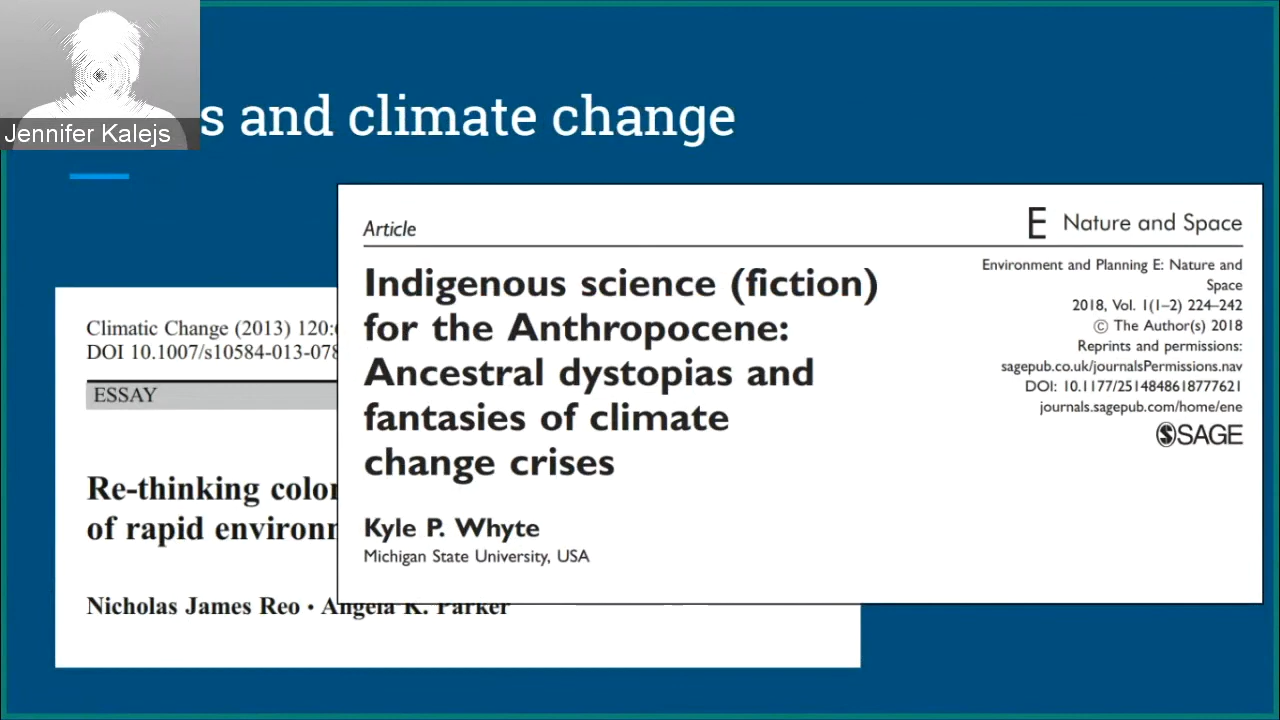 Jennifer Kalejs
s and climate change
Article
E Nature and Space
Indigenous science (fiction)
for the Anthropocene:
Ancestral dystopias and
fantasies of climate
change crises
Kyle P. Whyte
Michigan State University, USA
Environment and Planning E: Nature and
Space
2018, Vol. 1(1–2) 224–242
© The Author(s) 2018
Reprints and permissions:
sagepub.co.uk/journalsPermissions.nav
DOI: 10.1177/2514848618777621
journals.sagepub.com/home/ene
SAGE
Climatic Change (2013) 120:
DOI 10.1007/s10584-013-078
ESSAY
Re-thinking color
of rapid environ
Nicholas James Reo · Angela K. Parker